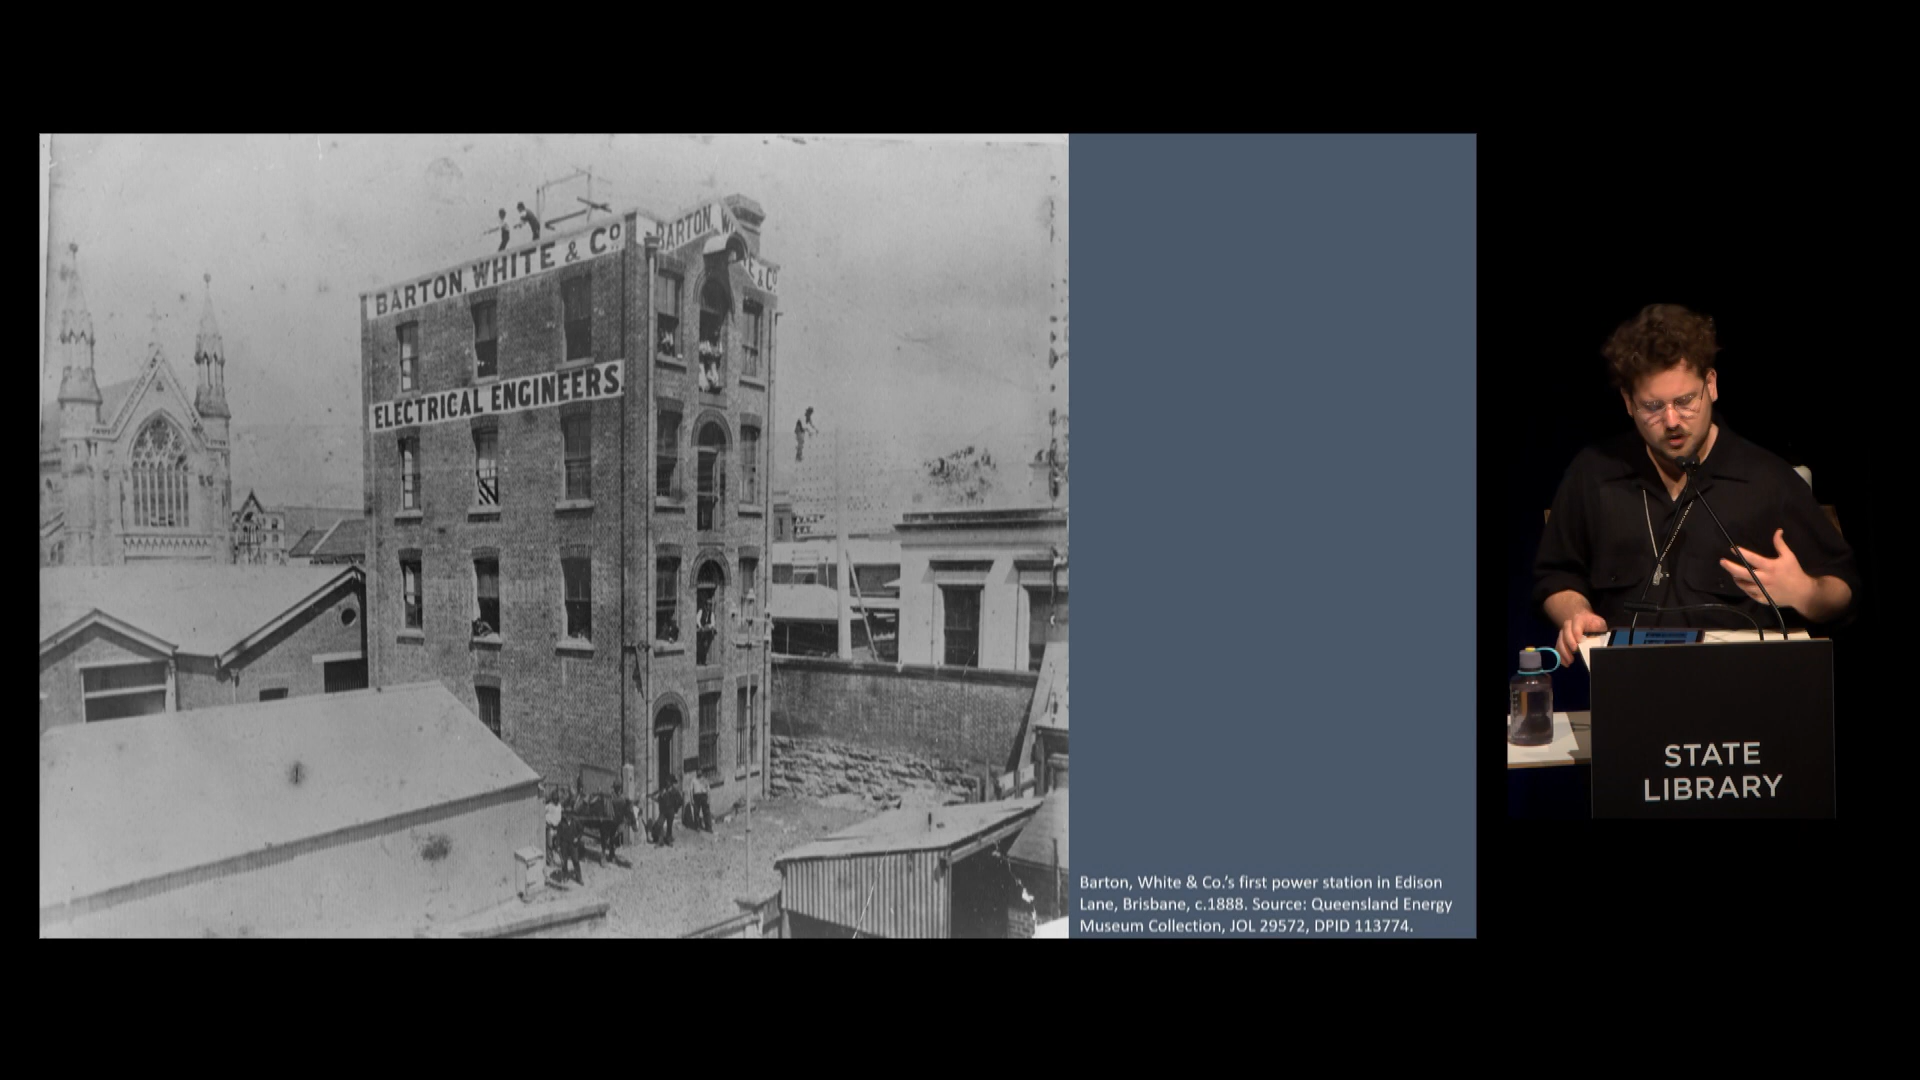 BARTON, WHITE & Co
BARTON, W
TE & Co
ELECTRICAL ENGINEERS.
Barton, White & Co.'s first power station in Edison
Lane, Brisbane, c.1888. Source: Queensland Energy
Museum Collection, JOL 29572, DPID 113774.
STATE
LIBRARY